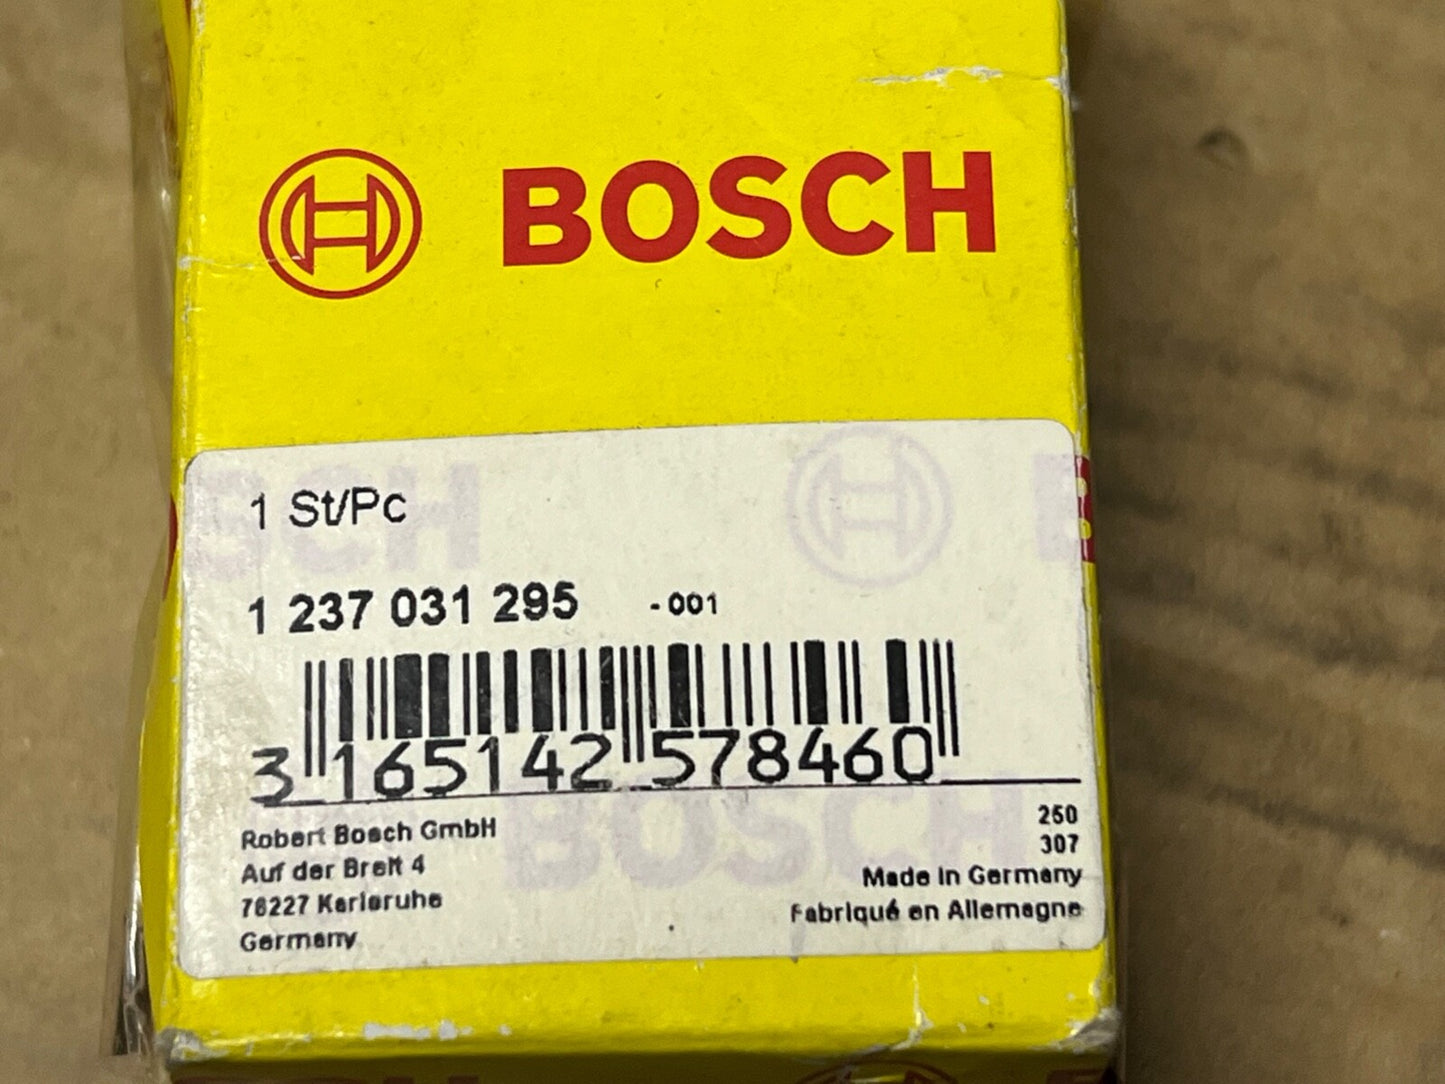 BOSCH
1 St/Pc
1 237 031 295 -001
3 165142 578460
Robert Bosch GmbH
Auf der Breit 4
76227 Karlsruhe
Germany
250
307
Made in Germany
Fabriqué en Allemagne